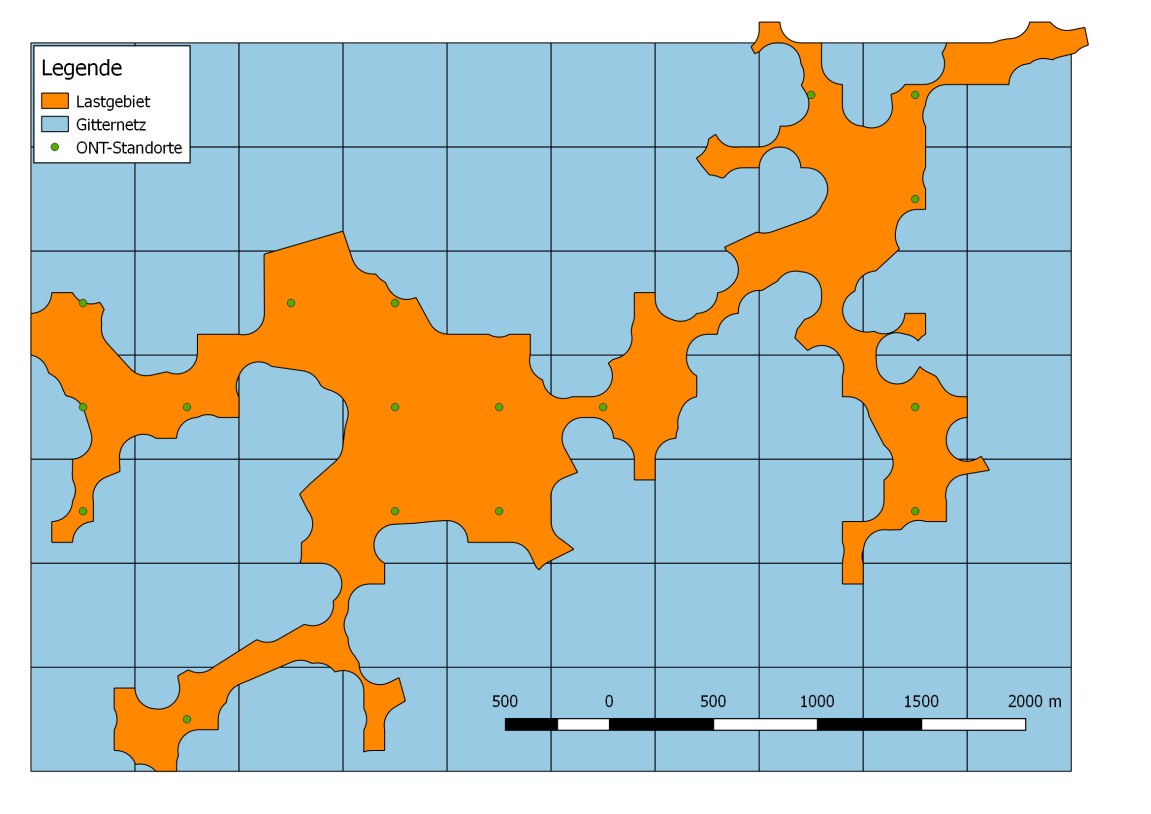 Legende
Lastgebiet
Gitternetz
ONT-Standorte
500 0 500 1000 1500 2000 m